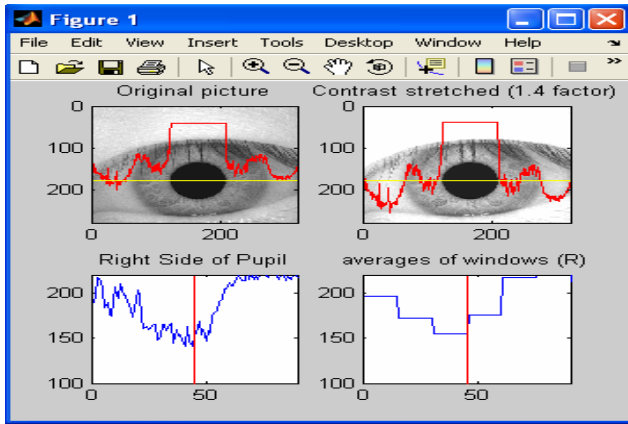 Figure 1
File Edit View Insert Tools Desktop Window Help
Original picture Contrast stretched (1.4 factor)
0 0
100 100
200 200
0 200 0 200
Right Side of Pupil averages of windows (R)
200 200
150 150
100 100
0 50 0 50